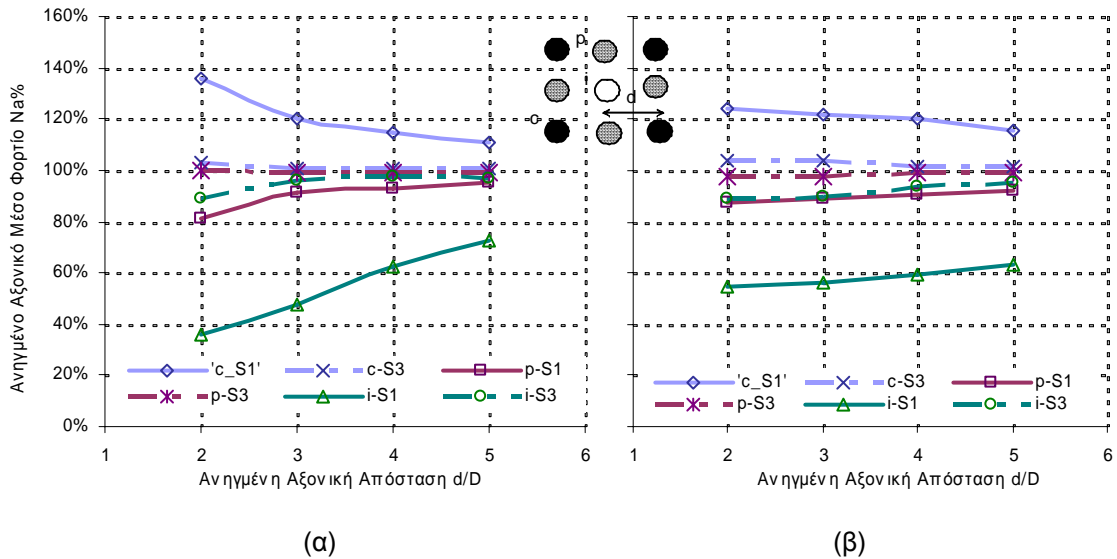 160%
140%
120%
100%
80%
60%
40%
20%
0%
Ανηγμένο Αξονικό Μέσο Φορτίο Na%
1 2 3 4 5 6
Ανηγμένη Αξονική Απόσταση d/D
'c_S1' c-S3 p-S1
p-S3 i-S1 i-S3
(α)
p
i
d
c
1 2 3 4 5 6
Ανηγμένη Αξονική Απόσταση d/D
'c_S1' c-S3 p-S1
p-S3 i-S1 i-S3
(β)